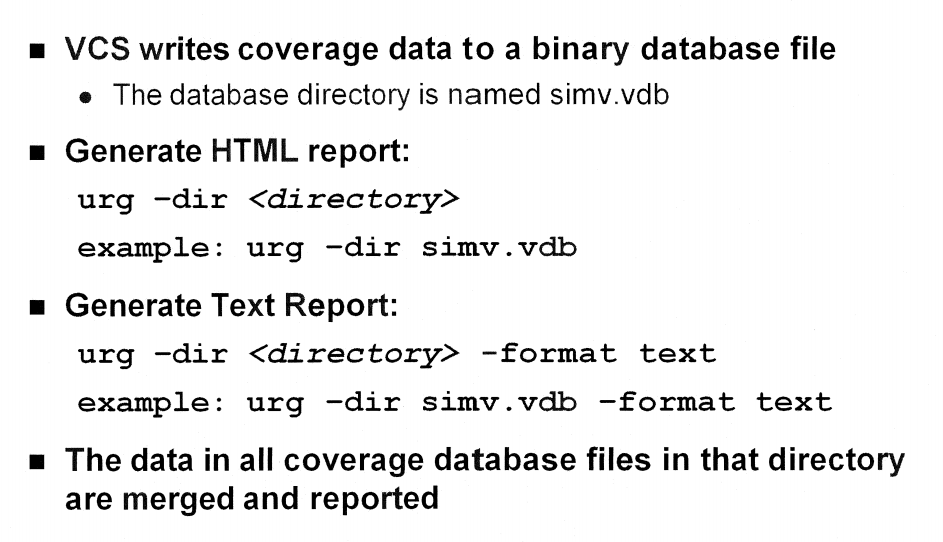 ■ VCS writes coverage data to a binary database file
● The database directory is named simv.vdb
■ Generate HTML report:
urg –dir <directory>
example: urg –dir simv.vdb
■ Generate Text Report:
urg –dir <directory> -format text
example: urg –dir simv.vdb –format text
■ The data in all coverage database files in that directory
are merged and reported